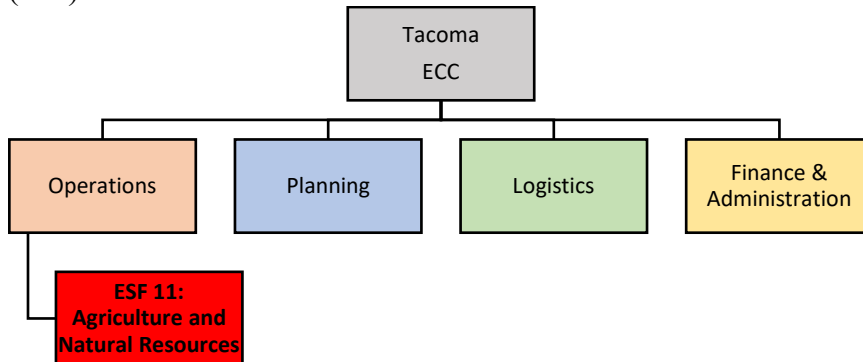 Tacoma
ECC
Operations
Planning
Logistics
Finance &
Administration
ESF 11:
Agriculture and
Natural Resources